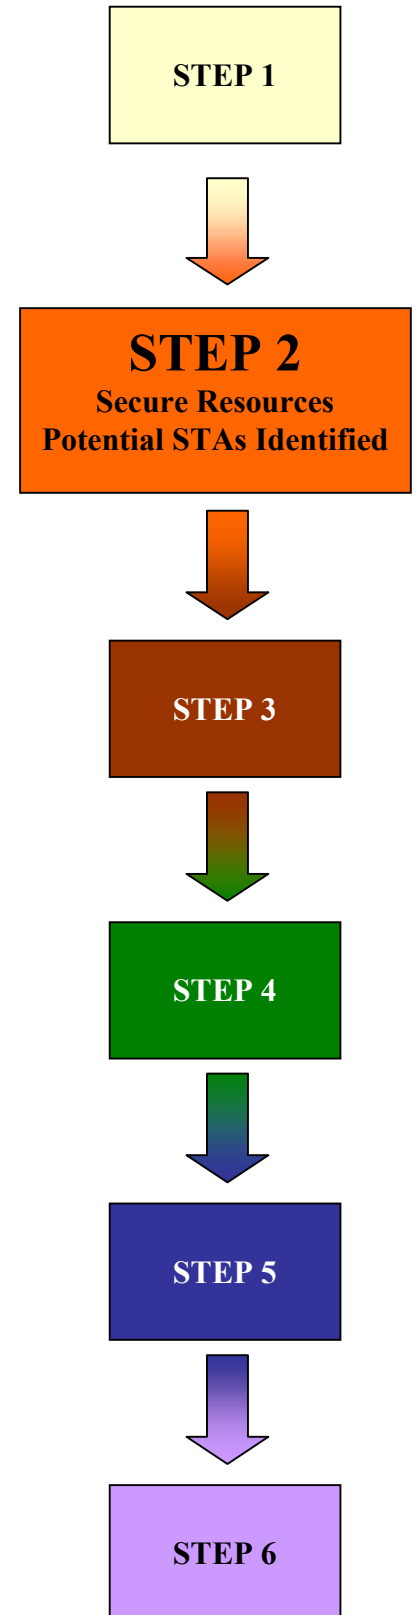 STEP 1
STEP 2
Secure Resources
Potential STAs Identified
STEP 3
STEP 4
STEP 5
STEP 6